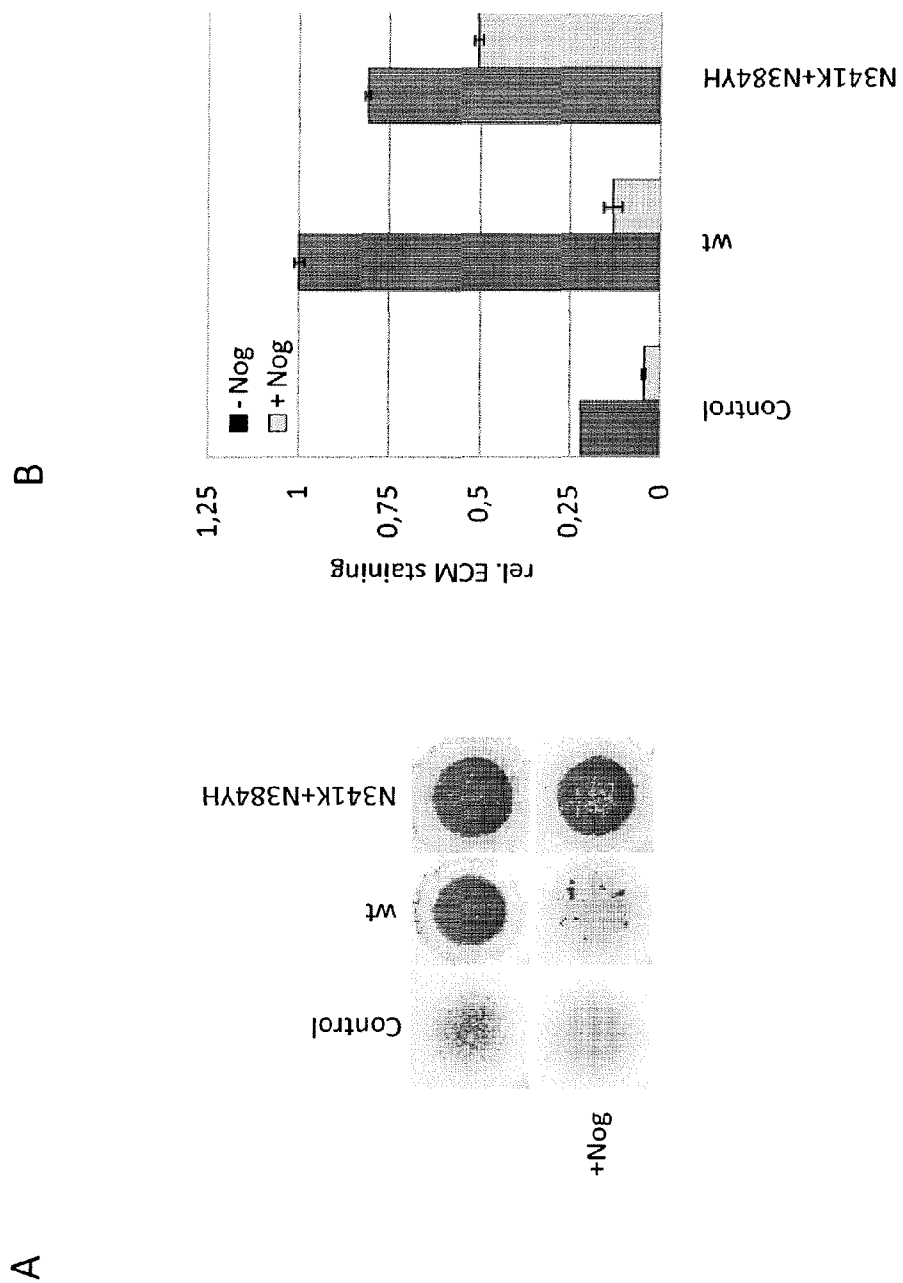 A
Control
wt
N341K+N384YH
+Nog
B
rel. ECM staining
1,25
1
0,75
0,5
0,25
0
- Nog
+ Nog
Control
wt
N341K+N384YH